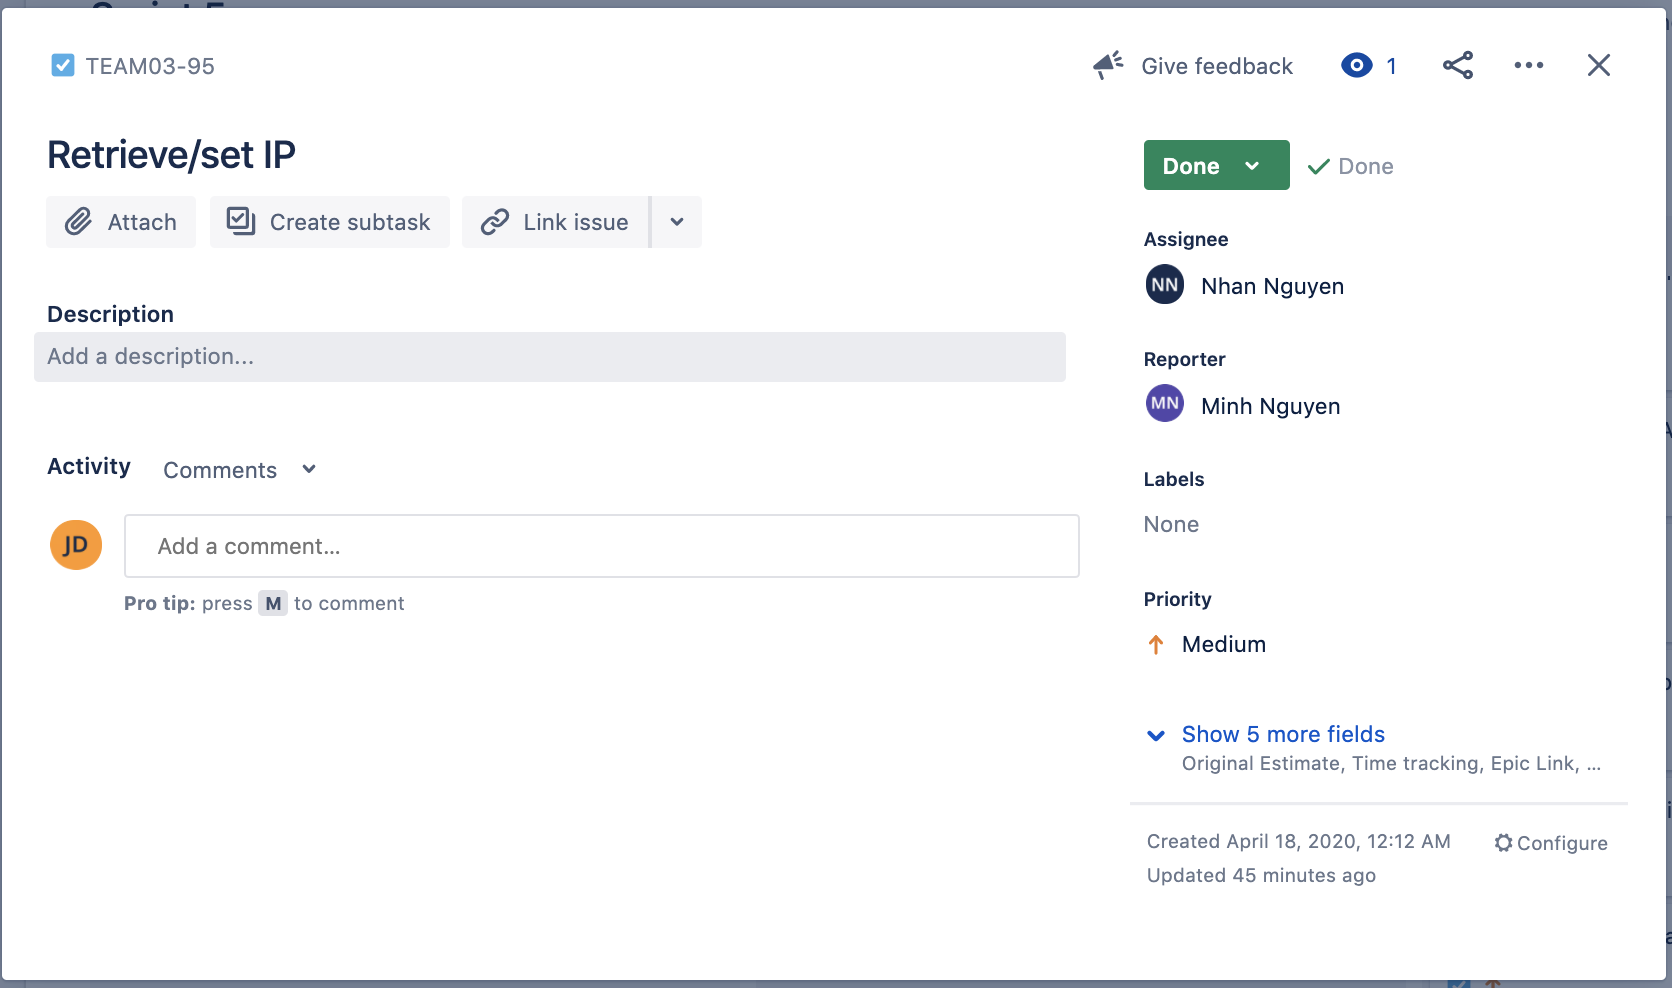 TEAM03-95
Give feedback
1
Retrieve/set IP
Done
Done
Attach
Create subtask
Link issue
Assignee
NN
Nhan Nguyen
Description
Add a description...
Reporter
MN
Minh Nguyen
Activity
Comments
Labels
None
JD
Add a comment...
Pro tip: press M to comment
Priority
Medium
Show 5 more fields
Original Estimate, Time tracking, Epic Link, ...
Created April 18, 2020, 12:12 AM
Configure
Updated 45 minutes ago